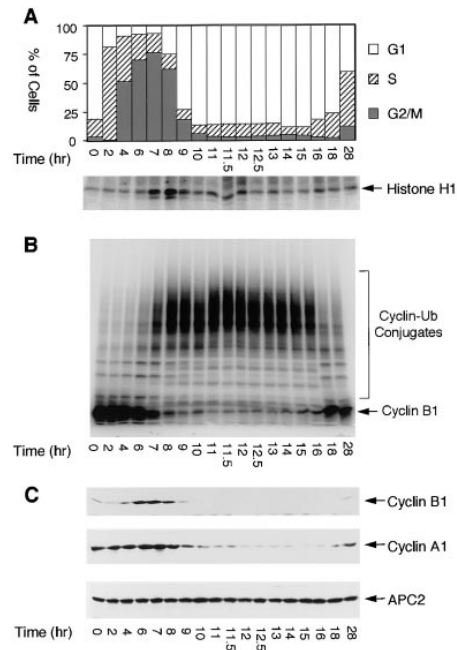 A
% of Cells
100
75
50
25
0
G1
S
G2/M
Time (hr)
0 2 4 6 7 8 9 10 11 11.5 12 12.5 13 14 15 16 18 28
Histone H1
B
Cyclin-Ub
Conjugates
Cyclin B1
Time (hr)
0 2 4 6 7 8 9 10 11 11.5 12 12.5 13 14 15 16 18 28
C
Cyclin B1
Cyclin A1
APC2
Time (hr)
0 2 4 6 7 8 9 10 11 11.5 12 12.5 13 14 15 16 18 28